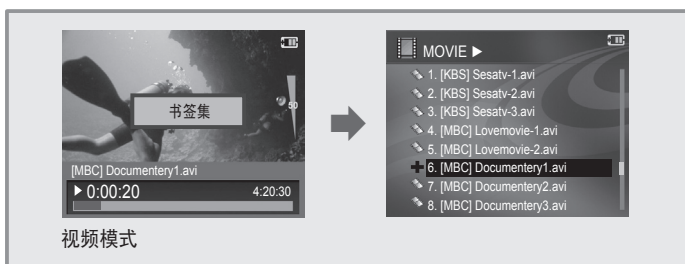 书签集
50
[MBC] Documentery1.avi
0:00:20 4:20:30
MOVIE ▶
1. [KBS] Sesatv-1.avi
2. [KBS] Sesatv-2.avi
3. [KBS] Sesatv-3.avi
4. [MBC] Lovemovie-1.avi
5. [MBC] Lovemovie-2.avi
6. [MBC] Documentery1.avi
7. [MBC] Documentery2.avi
8. [MBC] Documentery3.avi
视频模式